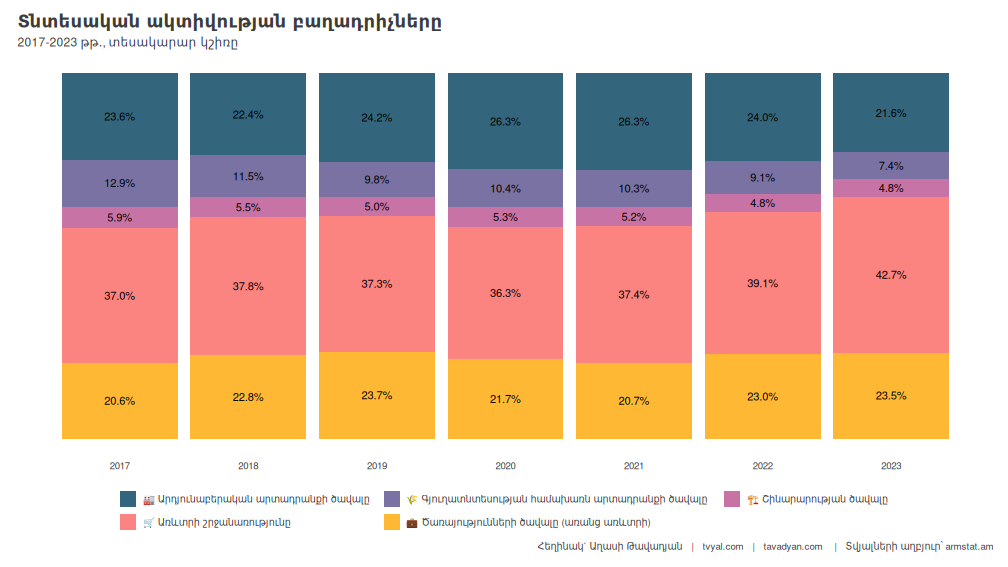 Տնտեսական ակտիվության բաղադրիչները
2017-2023 թթ., տեսակարար կշիռը
23.6% 22.4% 24.2% 26.3% 26.3% 24.0% 21.6%
12.9% 11.5% 9.8% 10.4% 10.3% 9.1% 7.4%
5.9% 5.5% 5.0% 5.3% 5.2% 4.8% 4.8%
37.0% 37.8% 37.3% 36.3% 37.4% 39.1% 42.7%
20.6% 22.8% 23.7% 21.7% 20.7% 23.0% 23.5%
2017 2018 2019 2020 2021 2022 2023
🏭 Արդյունաբերական արտադրանքի ծավալը 🌾 Գյուղատնտեսության համախառն արտադրանքի ծավալը 🏗️ Շինարարության ծավալը
🛒 Առևտրի շրջանառությունը 💼 Ծառայությունների ծավալը (առանց առևտրի)
Հեղինակ՝ Աղասի Թավադյան | tvyal.com | tavadyan.com | Տվյալների աղբյուր՝ armstat.am